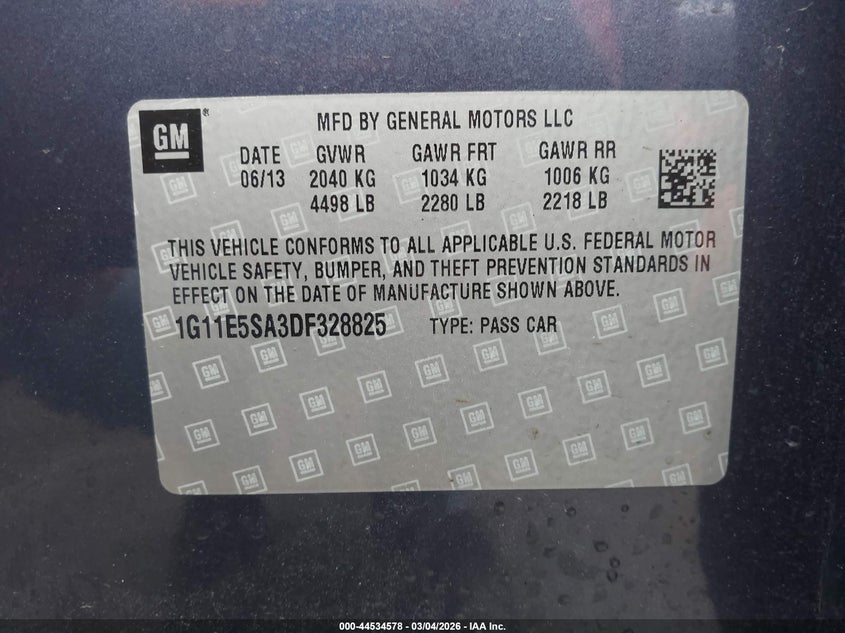 GM ®
MFD BY GENERAL MOTORS LLC
DATE GVWR GAWR FRT GAWR RR
06/13 2040 KG 1034 KG 1006 KG
4498 LB 2280 LB 2218 LB
THIS VEHICLE CONFORMS TO ALL APPLICABLE U.S. FEDERAL MOTOR
VEHICLE SAFETY, BUMPER, AND THEFT PREVENTION STANDARDS IN
EFFECT ON THE DATE OF MANUFACTURE SHOWN ABOVE.
1G11E5SA3DF328825 TYPE: PASS CAR
000-44534578 - 03/04/2026 - IAA Inc.